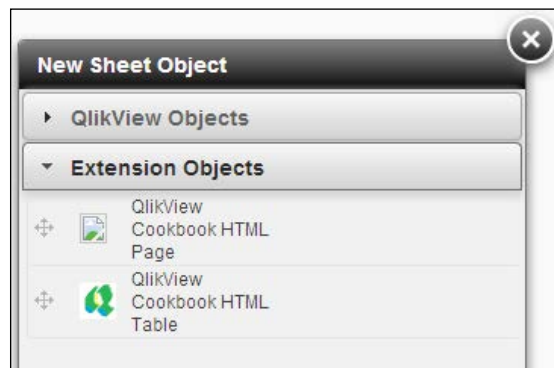 New Sheet Object
QlikView Objects
Extension Objects
QlikView
Cookbook HTML
Page
QlikView
Cookbook HTML
Table